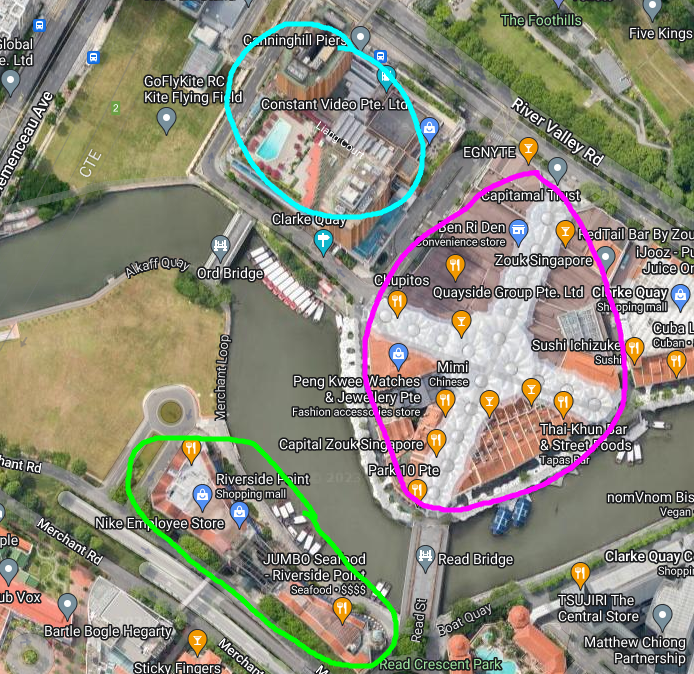 The Foothills
Five Kings
Global
e. Ltd
Canninghill Piers
GoFlyKite RC
Kite Flying Field
Constant Video Pte. Ltd
2
Liang Court
River Valley Rd
Clemenceau Ave
CTE
EGNYTE
Capitamal Trust
Clarke Quay
Ben Ri Den
Convenience store
RedTail Bar By Zou
Zouk Singapore
iJooz - Pu
Juice Or
Ord Bridge
Alkaff Quay
Chupitos
Quayside Group Pte. Ltd
Clarke Quay
Shopping mall
Cuba L
Cuban •
Sushi Ichizuke
Sushi
Merchant Loop
Mimi
Chinese
Peng Kwee Watches
& Jewellery Pte
Fashion accessories store
Thai-Khun Bar
& Street Foods
Tapas Bar
Capital Zouk Singapore
Park 10 Pte
chant Rd
Riverside Point
Shopping mall
Nike Employee Store
nomVnom Bis
Vegan
Merchant Rd
JUMBO Seafood
Riverside Point
Seafood • $$$$
Read Bridge
Clarke Quay C
Shoppi
ple
ub Vox
Bartle Bogle Hegarty
Read St
Boat Quay
TSUJIRI The
Central Store
Matthew Chiong
Partnership
Sticky Fingers
Merchant
Read Crescent Park